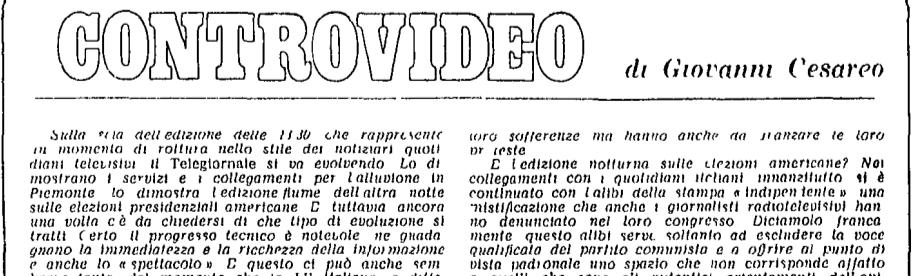 CONTROVIDEO
di Giovanni Cesareo
Sulla scia dell edizione delle 1130 che rappresente
in momento di rottura nello stile dei notiziari quoti
diani televisivi il Telegiornale si va evolvendo Lo di
mostrano i servizi e i collegamenti per l alluvione in
Piemonte lo dimostra l edizione fiume dell altra notte
sulle elezioni presidenziali americane E tuttavia ancora
una volta c è da chiedersi di che tipo di evoluzione si
tratti Certo il progresso tecnico è notevole ne guada
gnano la immediatezza e la ricchezza della informazione
e anche lo « spettacolo » E questo ci può anche sem
loro sofferenze ma hanno anche da avanzare le loro
E l edizione notturna sulle elezioni americane? Nei
collegamenti con i quotidiani italiani innanzitutto si è
continuato con l alibi della stampa « indipendente » una
mistificazione che anche i giornalisti radiotelevisivi han
no denunciato nel loro congresso Diciamolo franca
mente questo alibi serve soltanto ad escludere la voce
qualificata del partito comunista e a offrire al punto di
vista padronale uno spazio che non corrisponde affatto